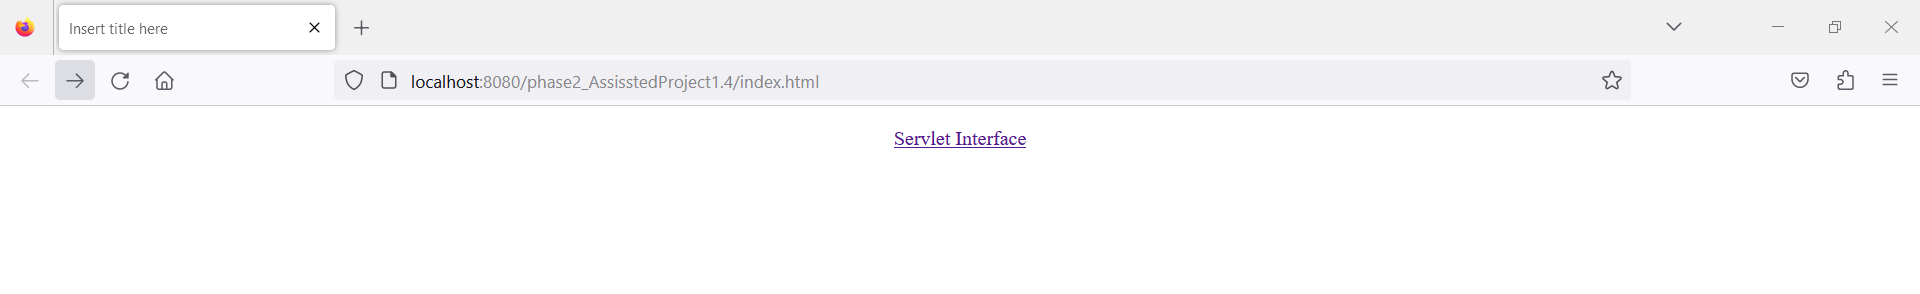 Insert title here
localhost:8080/phase2_AssisstedProject1.4/index.html
Servlet Interface